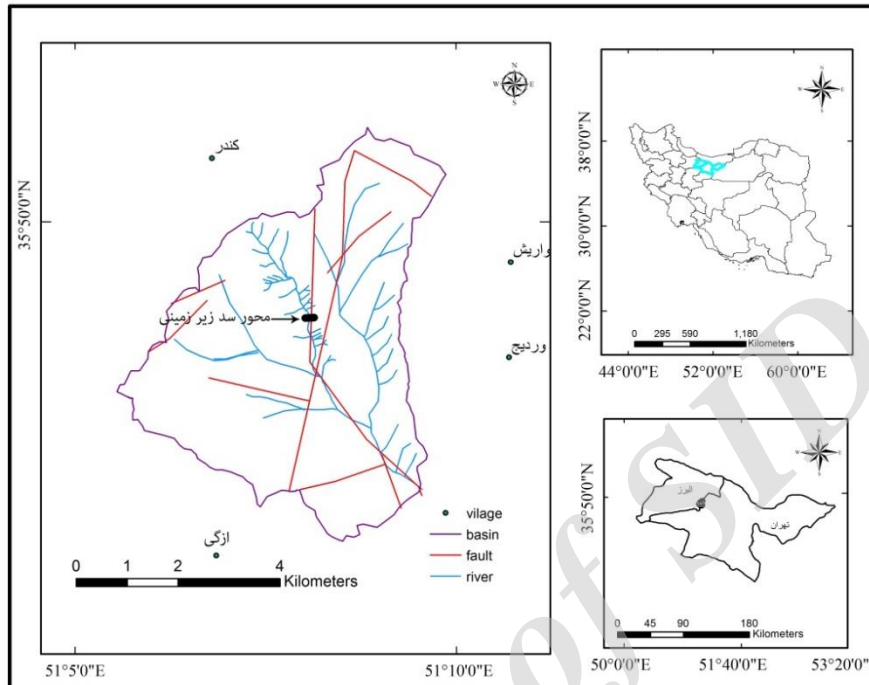 N
W E
S
کندر
35°50'0"N
واریش
محور سد زیر زمینی
وردیج
ازگی
vilage
basin
fault
river
0 1 2 4
Kilometers
51°5'0"E 51°10'0"E
N
W E
S
38°0'0"N
30°0'0"N
22°0'0"N
0 295 590 1,180
Kilometers
44°0'0"E 52°0'0"E 60°0'0"E
N
W E
S
35°50'0"N
البرز
تهران
0 45 90 180
Kilometers
50°0'0"E 51°40'0"E 53°20'0"E
of SID